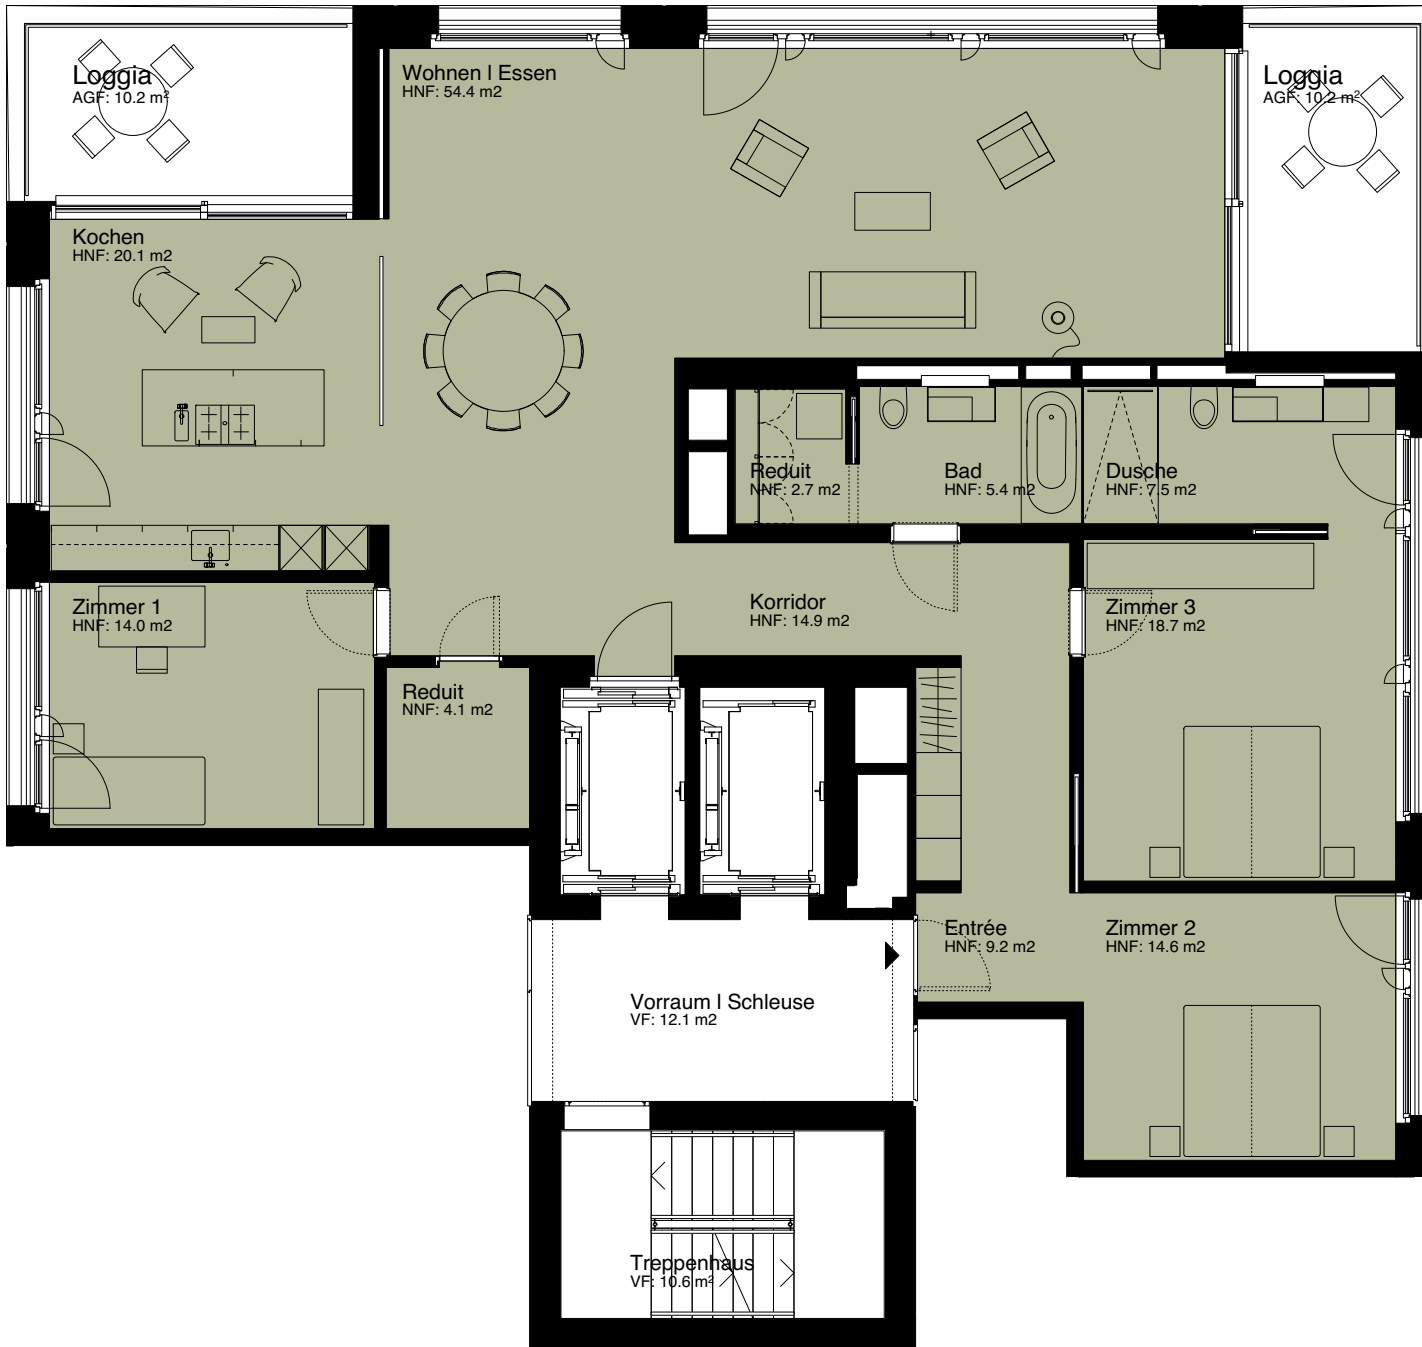 Loggia
AGF: 10.2 m²
Wohnen I Essen
HNF: 54.4 m2
Loggia
AGF: 10.2 m²
Kochen
HNF: 20.1 m2
Reduit
NNF: 2.7 m2
Bad
HNF: 5.4 m2
Dusche
HNF: 7.5 m2
Zimmer 1
HNF: 14.0 m2
Korridor
HNF: 14.9 m2
Zimmer 3
HNF: 18.7 m2
Reduit
NNF: 4.1 m2
Entrée
HNF: 9.2 m2
Zimmer 2
HNF: 14.6 m2
Vorraum I Schleuse
VF: 12.1 m2
Treppenhaus
VF: 10.6 m²